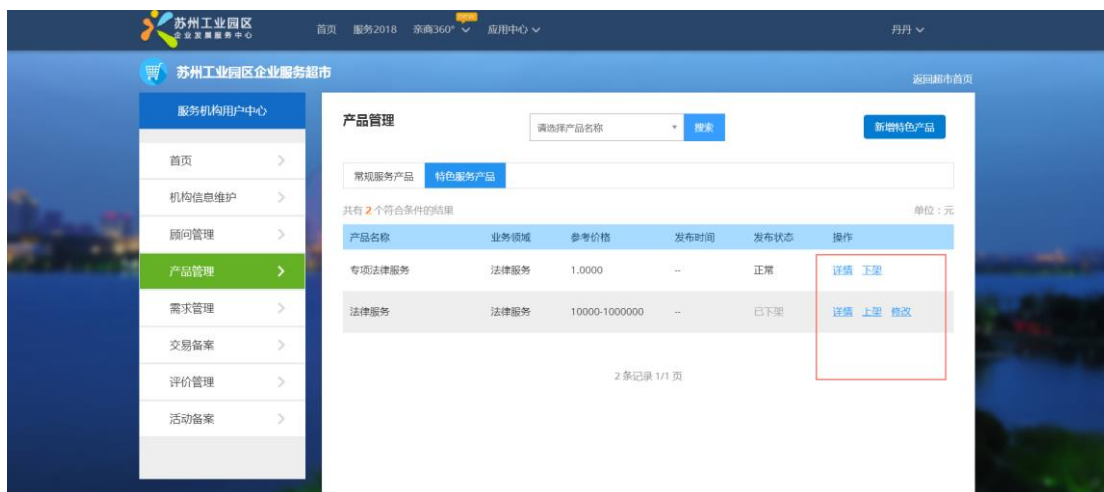 苏州工业园区
企业发展服务中心
首页 服务2018 亲商360° new 应用中心
丹丹
苏州工业园区企业服务超市
返回超市首页
服务机构用户中心
首页
机构信息维护
顾问管理
产品管理
需求管理
交易备案
评价管理
活动备案
产品管理 请选择产品名称 搜索 新增特色产品
常规服务产品 特色服务产品
共有 2 个符合条件的结果 单位：元
产品名称 业务领域 参考价格 发布时间 发布状态 操作
专项法律服务 法律服务 1.0000 -- 正常 详情 下架
法律服务 法律服务 10000-1000000 -- 已下架 详情 上架 修改
2 条记录 1/1 页